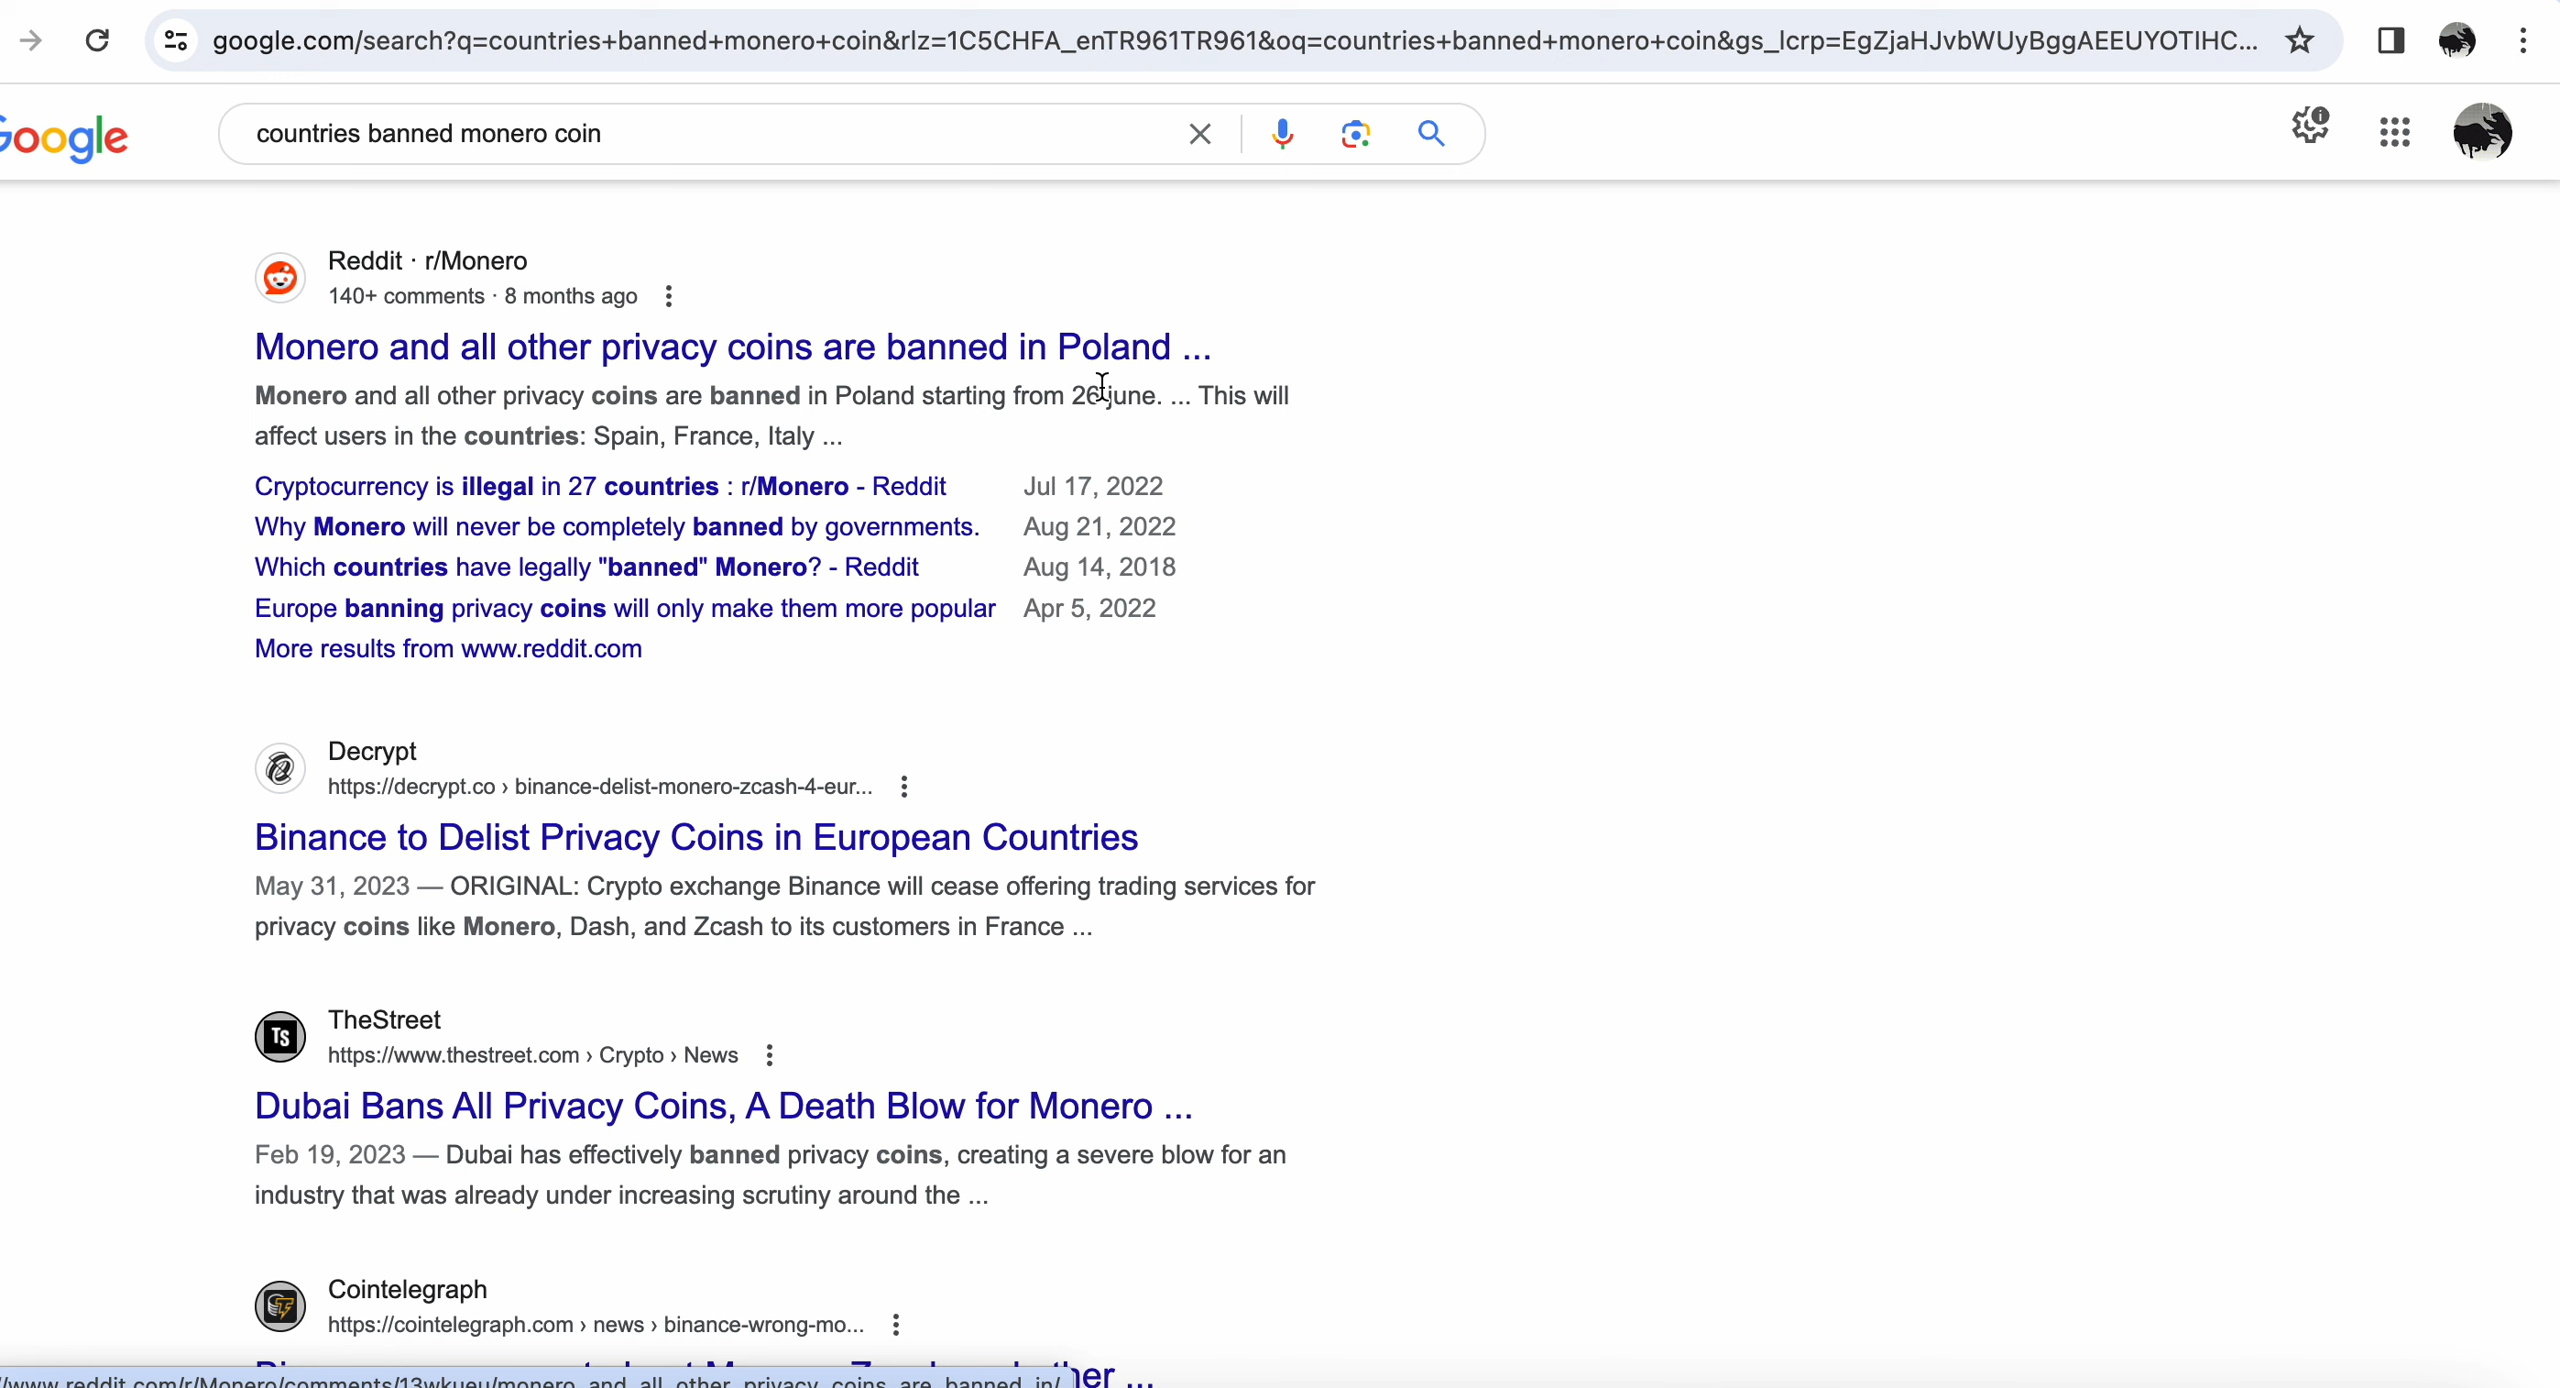 google.com/search?q=countries+banned+monero+coin&rlz=1C5CHFA_enTR961TR961&oq=countries+banned+monero+coin&gs_lcrp=EgZjaHJvbWUyBggAEEUYOTIHC...
Google
countries banned monero coin
Reddit · r/Monero
140+ comments · 8 months ago
Monero and all other privacy coins are banned in Poland ...
Monero and all other privacy coins are banned in Poland starting from 26 june. ... This will
affect users in the countries: Spain, France, Italy ...
Cryptocurrency is illegal in 27 countries : r/Monero - Reddit Jul 17, 2022
Why Monero will never be completely banned by governments. Aug 21, 2022
Which countries have legally "banned" Monero? - Reddit Aug 14, 2018
Europe banning privacy coins will only make them more popular Apr 5, 2022
More results from www.reddit.com
Decrypt
https://decrypt.co › binance-delist-monero-zcash-4-eur...
Binance to Delist Privacy Coins in European Countries
May 31, 2023 — ORIGINAL: Crypto exchange Binance will cease offering trading services for
privacy coins like Monero, Dash, and Zcash to its customers in France ...
TS
TheStreet
https://www.thestreet.com › Crypto › News
Dubai Bans All Privacy Coins, A Death Blow for Monero ...
Feb 19, 2023 — Dubai has effectively banned privacy coins, creating a severe blow for an
industry that was already under increasing scrutiny around the ...
Cointelegraph
https://cointelegraph.com › news › binance-wrong-mo...
/www.reddit.com/r/Monero/comments/13wkueu/monero_and_all_other_privacy_coins_are_banned_in/